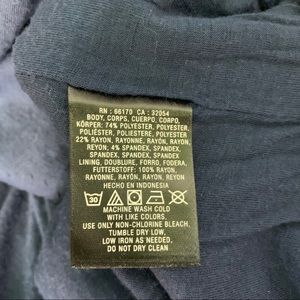 RN : 66170 CA : 32054
BODY, CORPS, CUERPO, CORPO,
KÖRPER: 74% POLYESTER, POLYESTER,
POLIÉSTER, POLIESTERE, POLYESTER,
22% RAYON, RAYONNE, RAYÓN, RAYON,
REYON; 4% SPANDEX, SPANDEX,
SPANDEX, SPANDEX, SPANDEX
LINING, DOUBLURE, FORRO, FODERA,
FUTTERSTOFF: 100% RAYON,
RAYONNE, RAYÓN, RAYON, REYON
HECHO EN INDONESIA
30
MACHINE WASH COLD
WITH LIKE COLORS.
USE ONLY NON-CHLORINE BLEACH.
TUMBLE DRY LOW,
LOW IRON AS NEEDED,
DO NOT DRY CLEAN